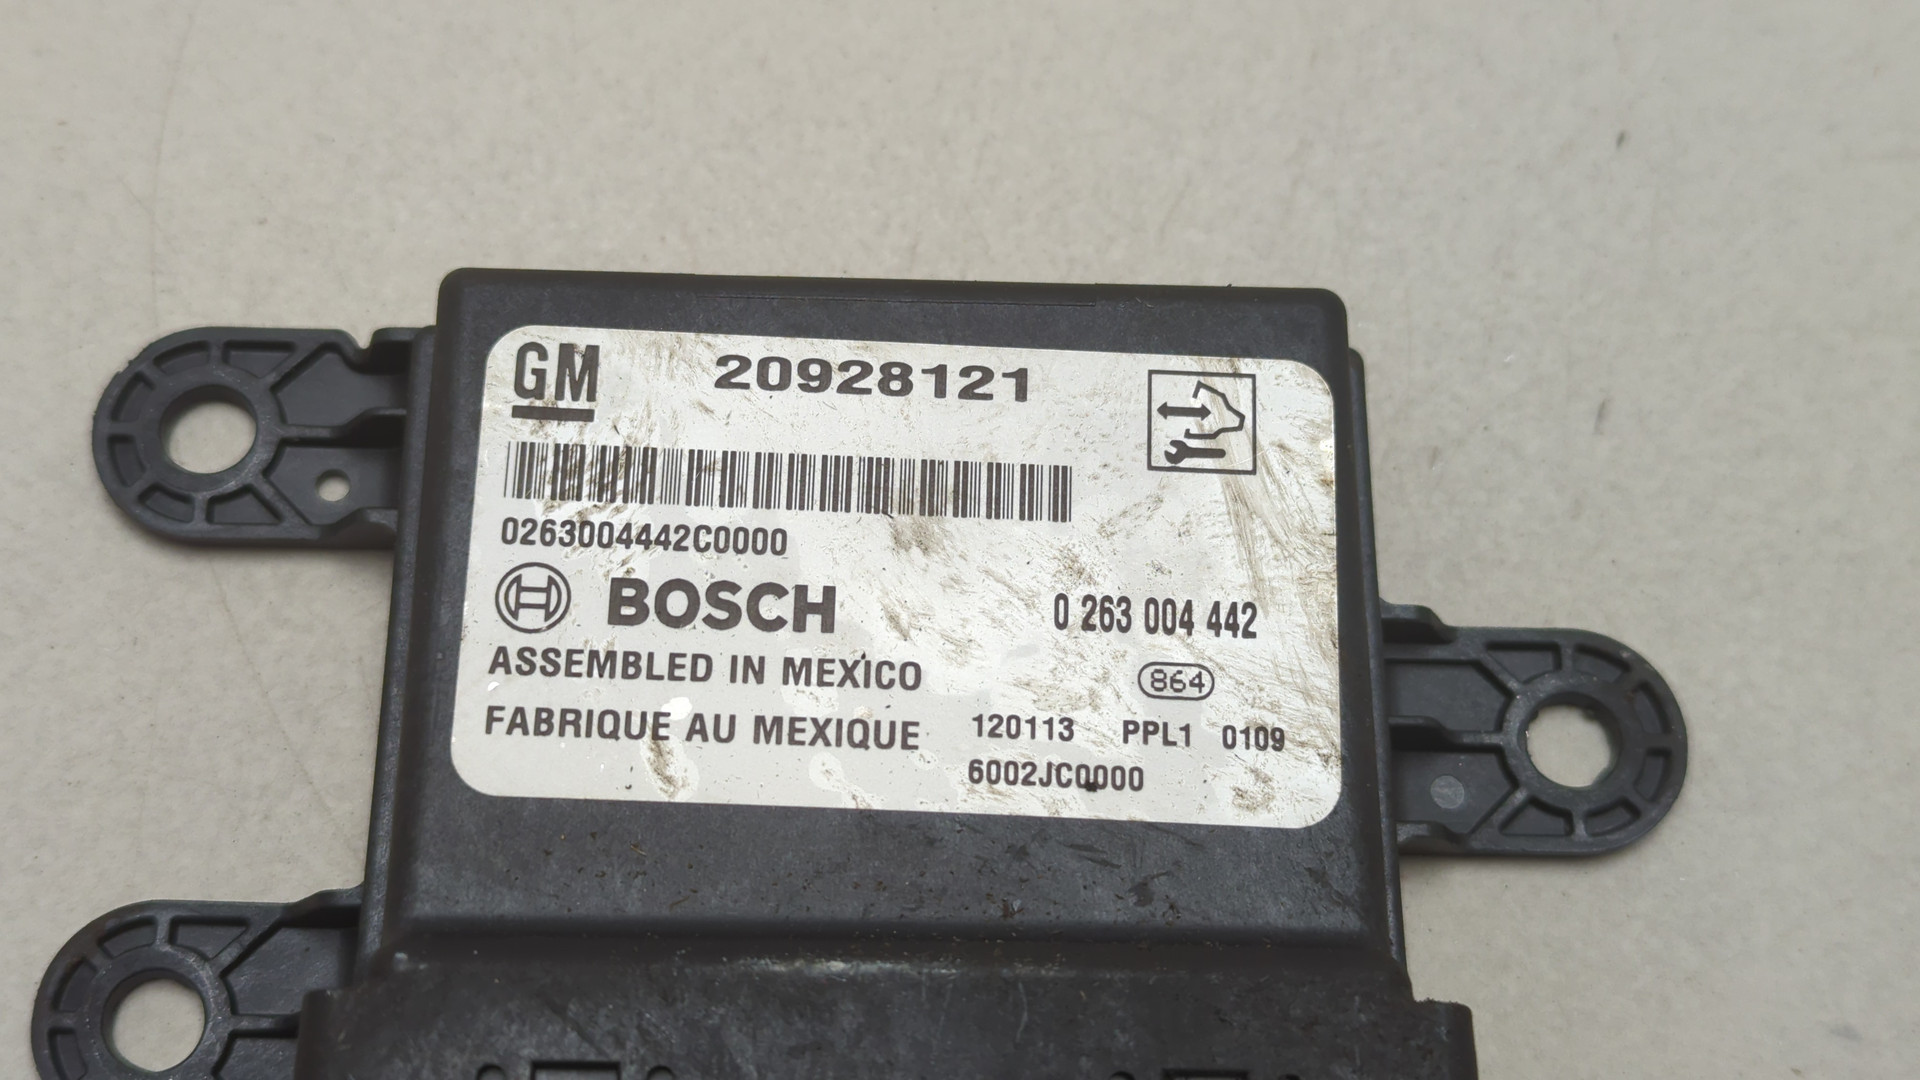 GM 20928121
0263004442C0000
BOSCH 0 263 004 442
ASSEMBLED IN MEXICO 864
FABRIQUE AU MEXIQUE 120113 PPL1 0109
6002JC0000